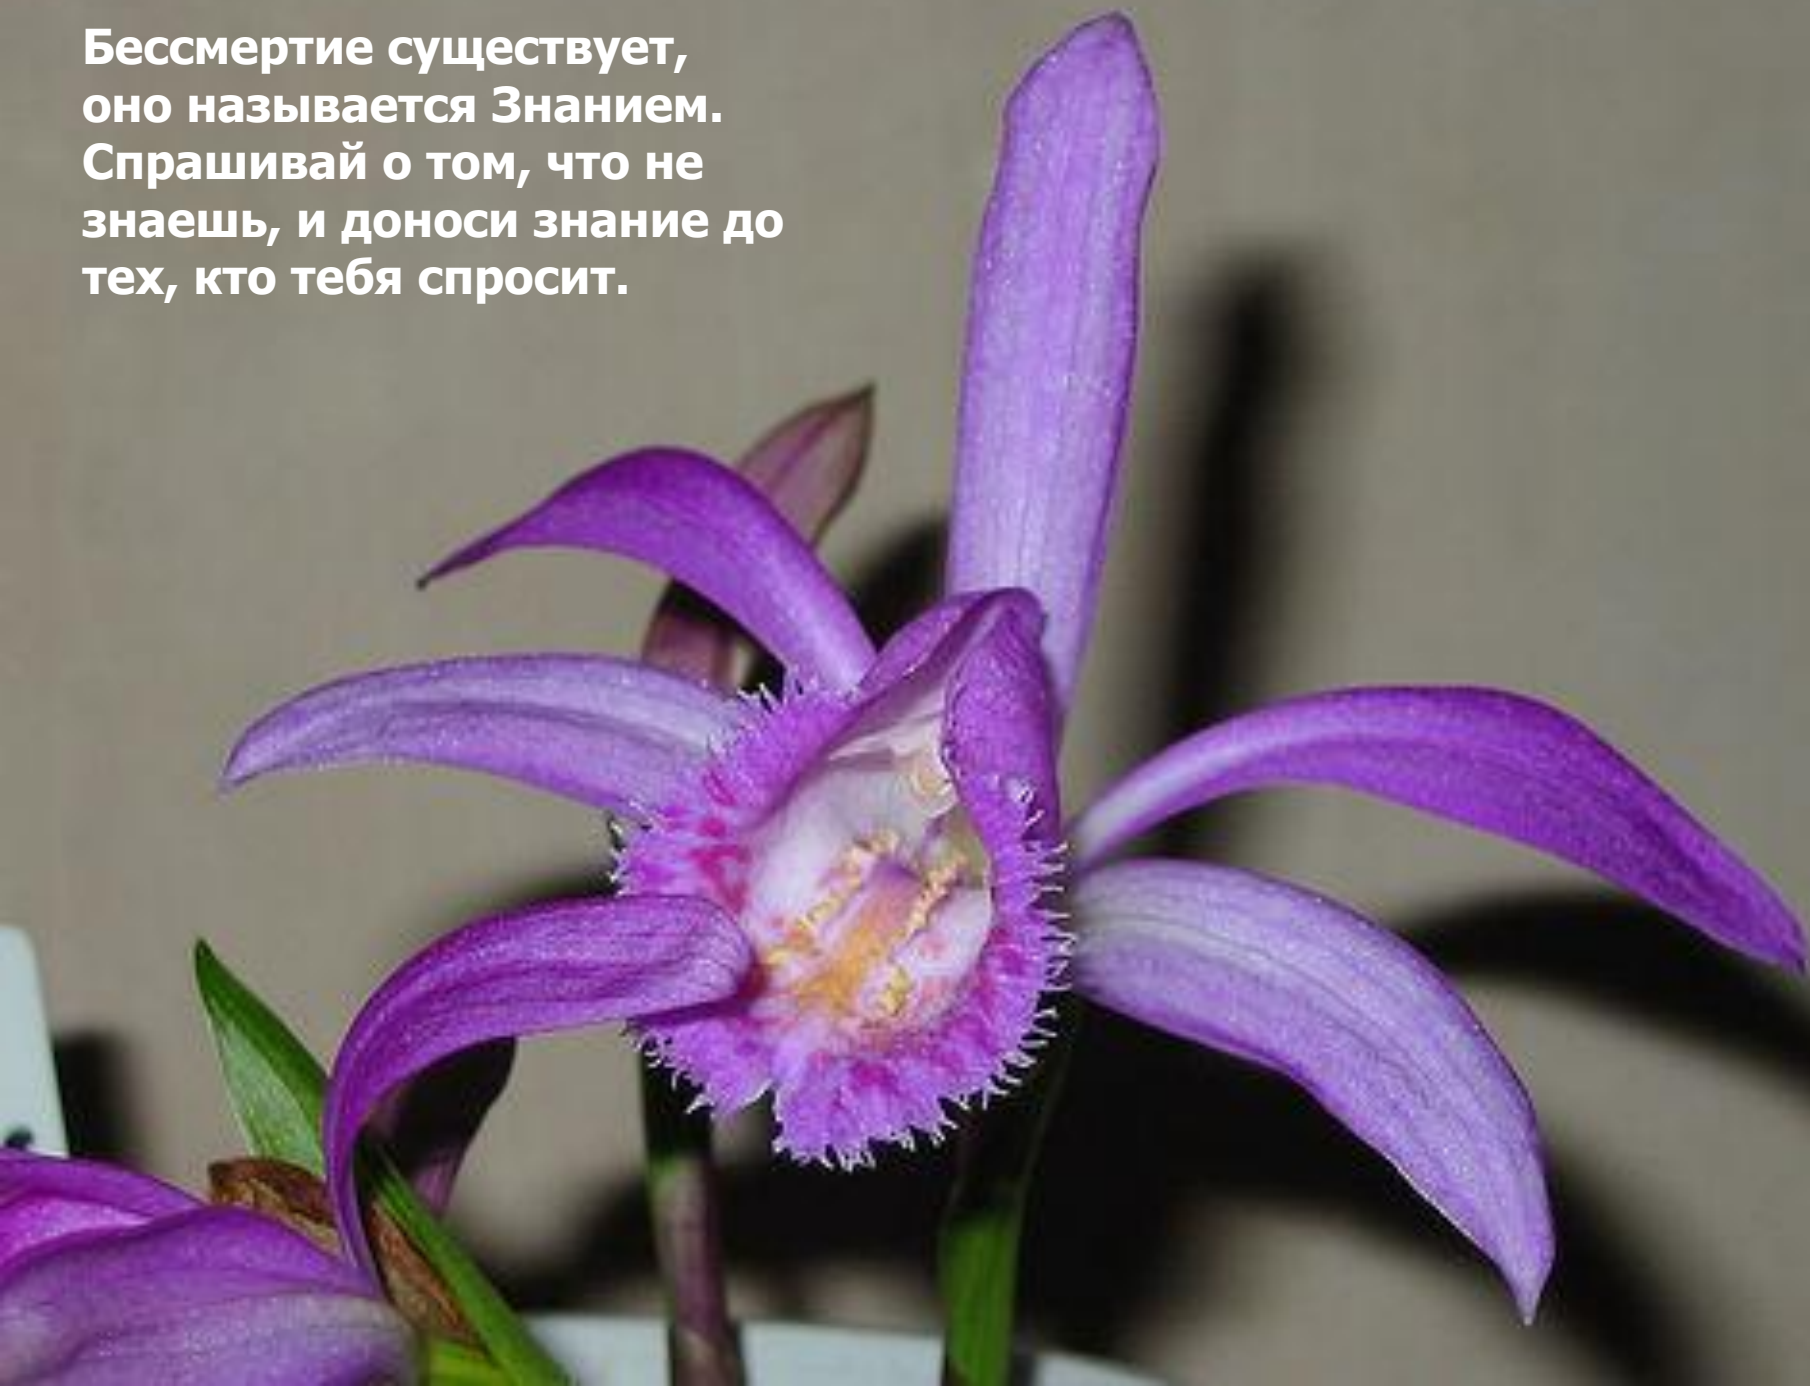 Бессмертие существует,
оно называется Знанием.
Спрашивай о том, что не
знаешь, и доноси знание до
тех, кто тебя спросит.